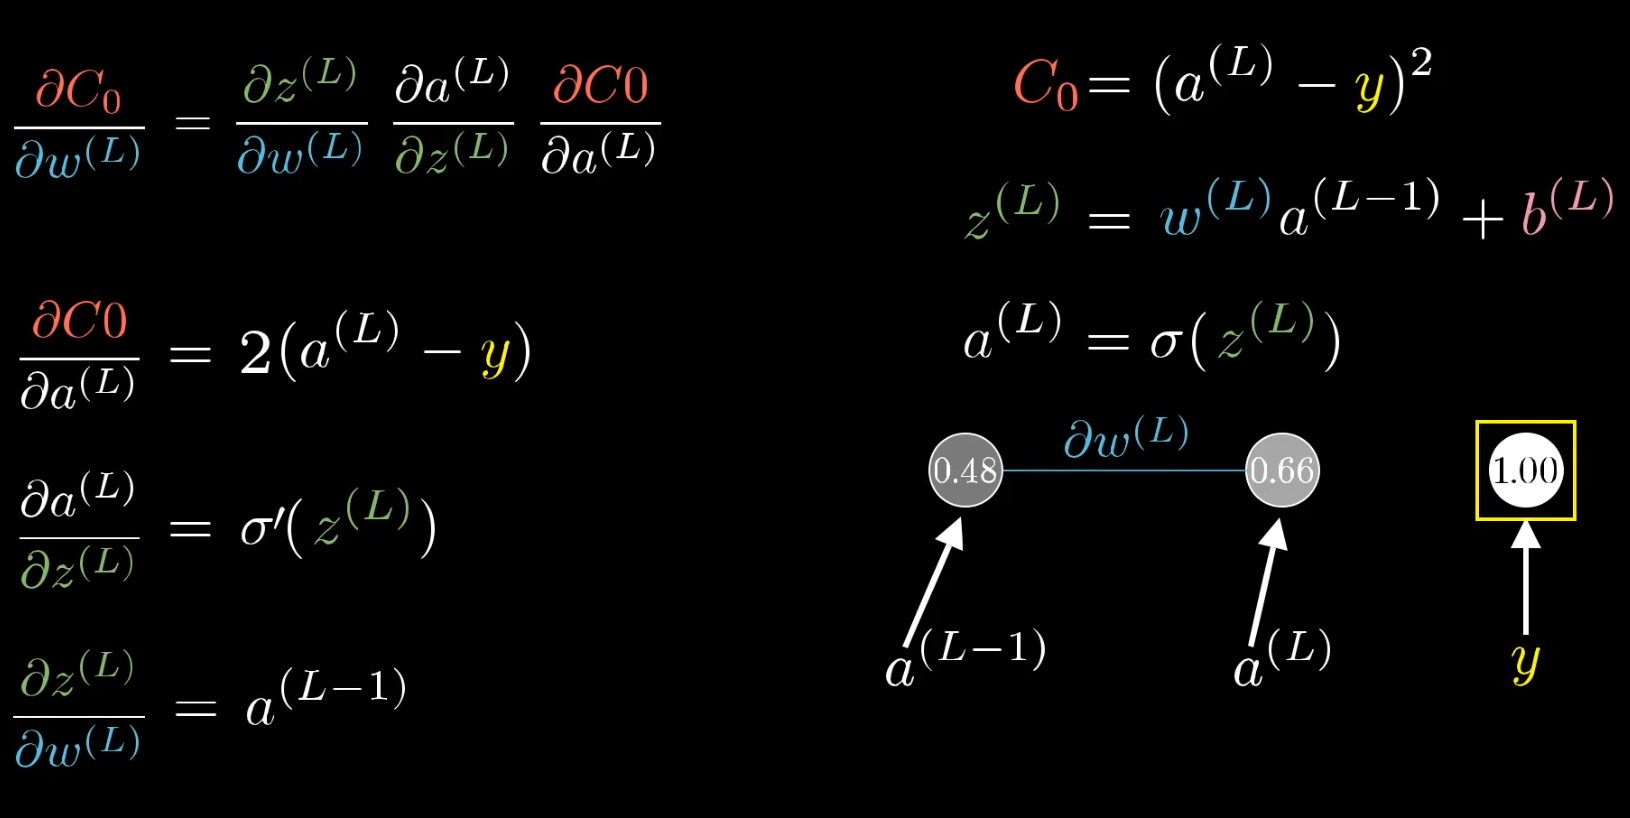 ∂C₀/∂w^(L) = ∂z^(L)/∂w^(L) ∂a^(L)/∂z^(L) ∂C0/∂a^(L)
∂C0/∂a^(L) = 2(a^(L) − y)
∂a^(L)/∂z^(L) = σ′(z^(L))
∂z^(L)/∂w^(L) = a^(L−1)
C₀ = (a^(L) − y)²
z^(L) = w^(L)a^(L−1) + b^(L)
a^(L) = σ(z^(L))
∂w^(L)
0.48 0.66 1.00
a^(L−1) a^(L) y